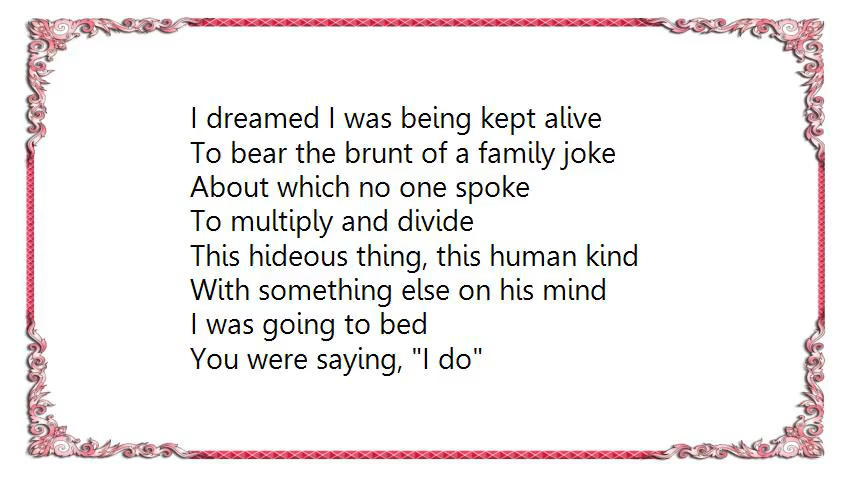 I dreamed I was being kept alive
To bear the brunt of a family joke
About which no one spoke
To multiply and divide
This hideous thing, this human kind
With something else on his mind
I was going to bed
You were saying, "I do"